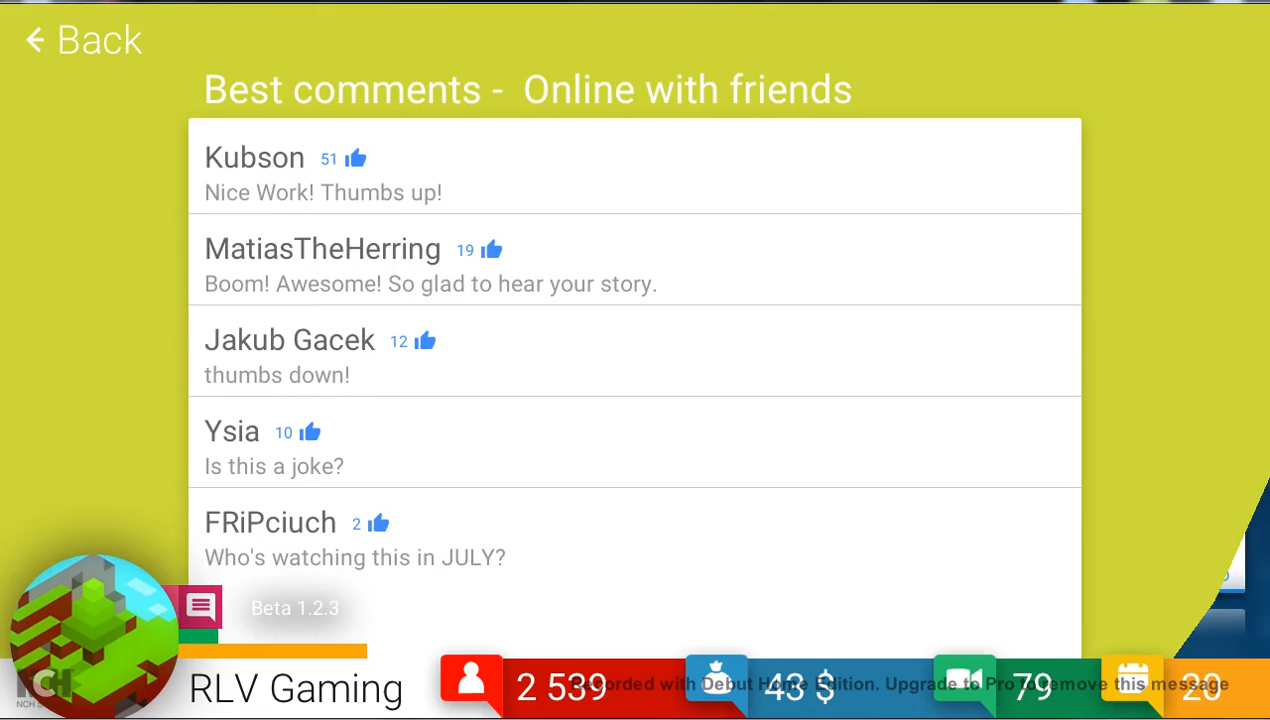 Back
Best comments - Online with friends
Kubson 51
Nice Work! Thumbs up!
MatiasTheHerring 19
Boom! Awesome! So glad to hear your story.
Jakub Gacek 12
thumbs down!
Ysia 10
Is this a joke?
FRiPciuch 2
Who's watching this in JULY?
Beta 1.2.3
NCH
RLV Gaming
2 539
43 $
79
20
Recorded with Debut Home Edition. Upgrade to Pro to remove this message